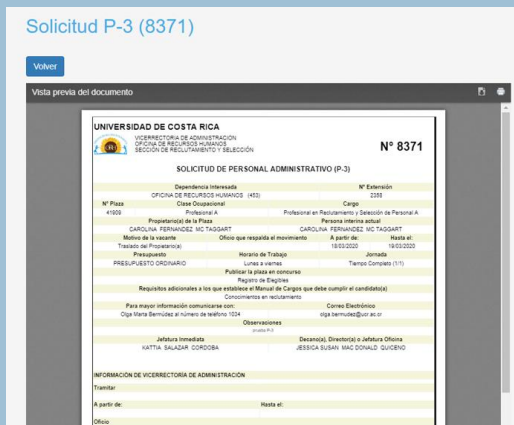 Solicitud P-3 (8371)
Volver
Vista previa del documento
UNIVERSIDAD DE COSTA RICA
VICERRECTORÍA DE ADMINISTRACIÓN
OFICINA DE RECURSOS HUMANOS
SECCIÓN DE RECLUTAMIENTO Y SELECCIÓN
N° 8371
SOLICITUD DE PERSONAL ADMINISTRATIVO (P-3)
Dependencia Interesada N° Extensión
OFICINA DE RECURSOS HUMANOS (453) 2358
N° Plaza Clase Ocupacional Cargo
41809 Profesional A Profesional en Reclutamiento y Selección de Personal A
Propietario(a) de la Plaza Persona interina actual
CAROLINA FERNANDEZ MC TAGGART CAROLINA FERNANDEZ MC TAGGART
Motivo de la vacante Oficio que respalda el movimiento A partir de: Hasta el:
Traslado del Propietario(a) 18/03/2020 19/03/2020
Presupuesto Horario de Trabajo Jornada
PRESUPUESTO ORDINARIO Lunes a viernes Tiempo Completo (1/1)
Publicar la plaza en concurso
Registro de Elegibles
Requisitos adicionales a los que establece el Manual de Cargos que debe cumplir el candidato(a)
Conocimientos en reclutamiento
Para mayor información comunicarse con: Correo Electrónico
Olga Marta Bermúdez al número de teléfono 1034 olga.bermudez@ucr.ac.cr
Observaciones
prueba P-3
Jefatura Inmediata Decano(a), Director(a) o Jefatura Oficina
KATTIA SALAZAR CORDOBA JESSICA SUSAN MAC DONALD QUICENO
INFORMACIÓN DE VICERRECTORÍA DE ADMINISTRACIÓN
Tramitar
A partir de: Hasta el:
Oficio